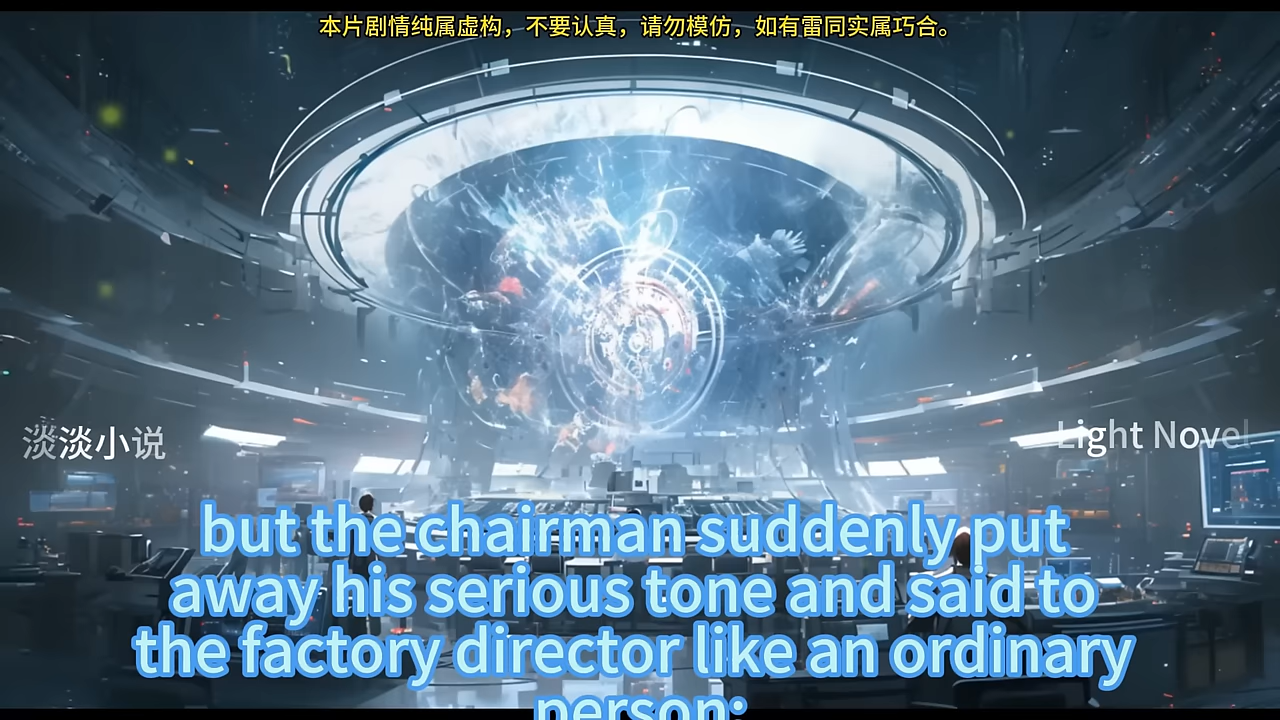 本片剧情纯属虚构，不要认真，请勿模仿，如有雷同实属巧合。
淡淡小说
Light Novel
but the chairman suddenly put
away his serious tone and said to
the factory director like an ordinary
person: